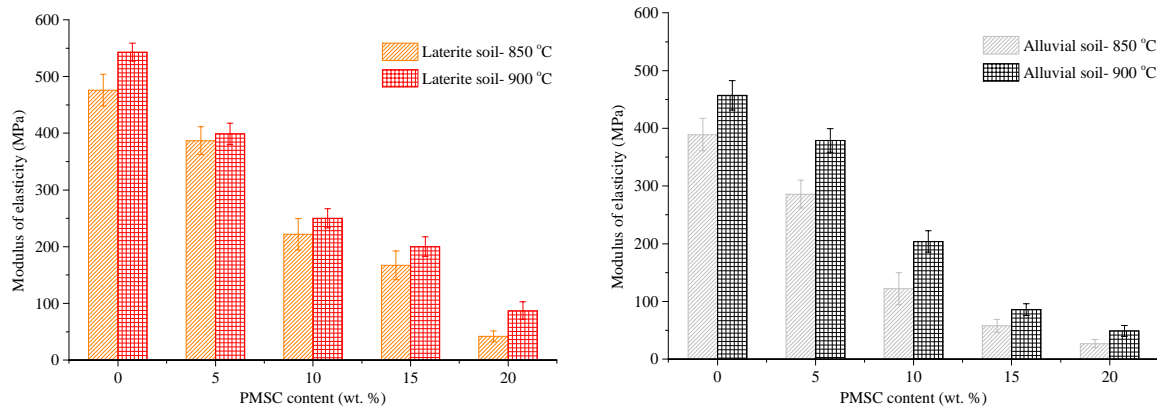 600
500
400
300
200
100
0
Modulus of elasticity (MPa)
Laterite soil- 850 °C
Laterite soil- 900 °C
0 5 10 15 20
PMSC content (wt. %)
600
500
400
300
200
100
0
Modulus of elasticity (MPa)
Alluvial soil- 850 °C
Alluvial soil- 900 °C
0 5 10 15 20
PMSC content (wt. %)